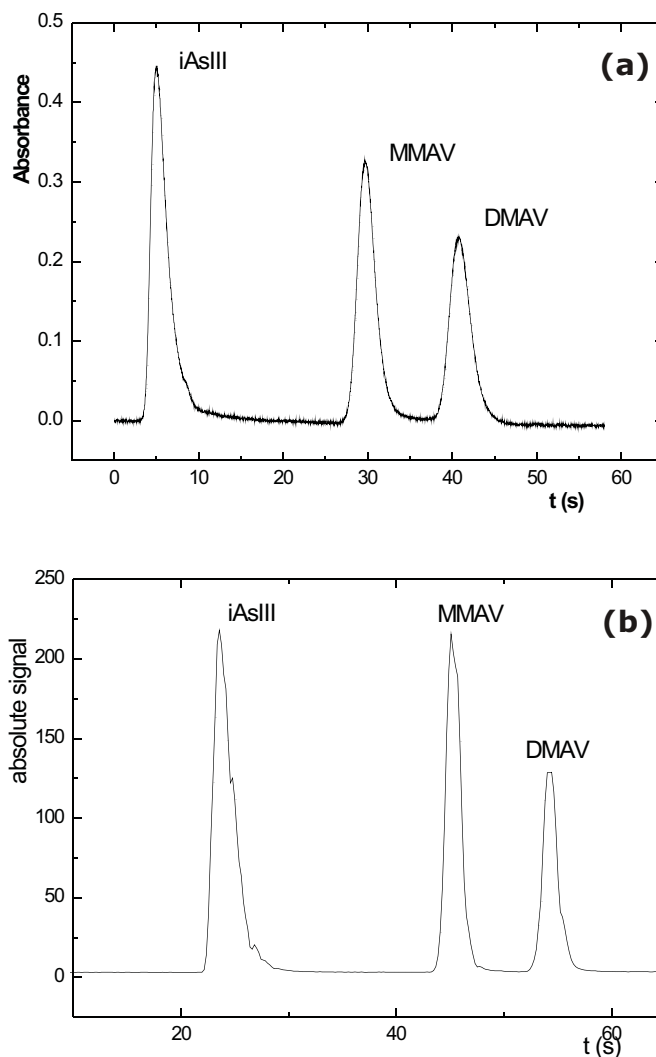 0.5
iAsIII
(a)
0.4
MMAV
0.3
DMAV
Absorbance
0.2
0.1
0.0
0 10 20 30 40 50 60
t (s)
250
iAsIII MMAV (b)
200
150
DMAV
absolute signal
100
50
0
20 40 60
t (s)